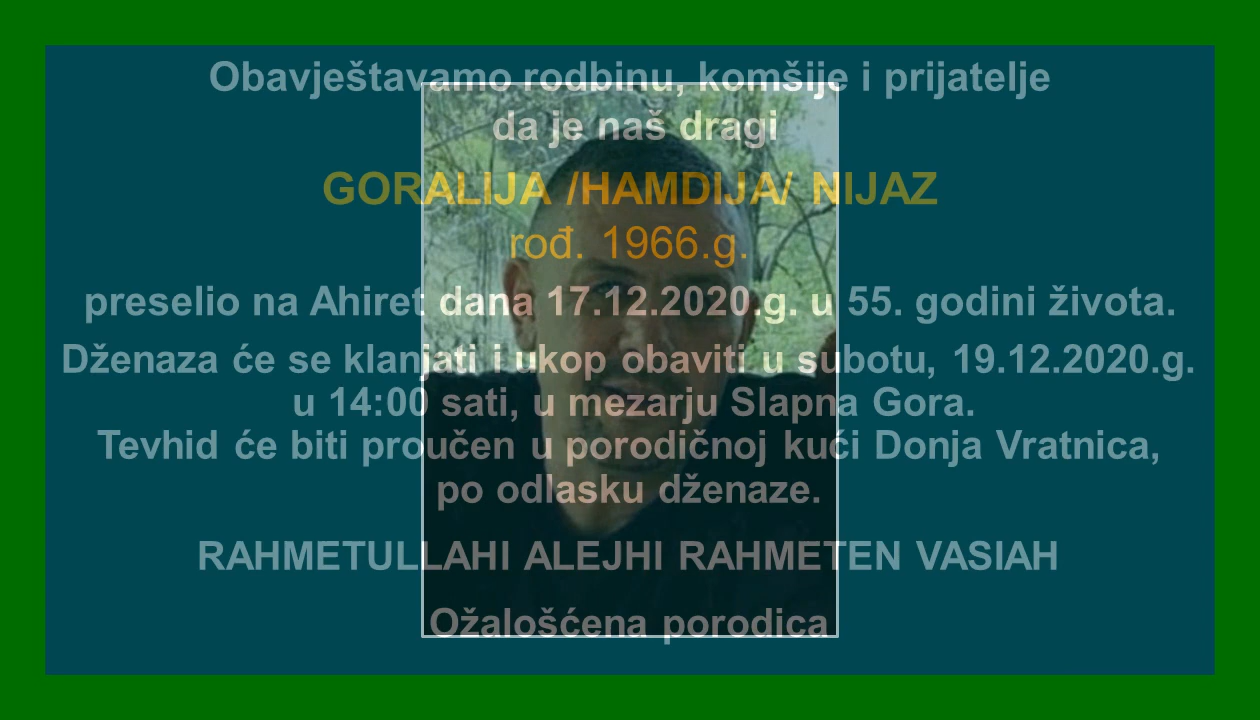 Obavještavamo rodbinu, komšije i prijatelje
da je naš dragi
GORALIJA /HAMDIJA/ NIJAZ
rođ. 1966.g.
preselio na Ahiret dana 17.12.2020.g. u 55. godini života.
Dženaza će se klanjati i ukop obaviti u subotu, 19.12.2020.g.
u 14:00 sati, u mezarju Slapna Gora.
Tevhid će biti proučen u porodičnoj kući Donja Vratnica,
po odlasku dženaze.
RAHMETULLAHI ALEJHI RAHMETEN VASIAH
Ožalošćena porodica